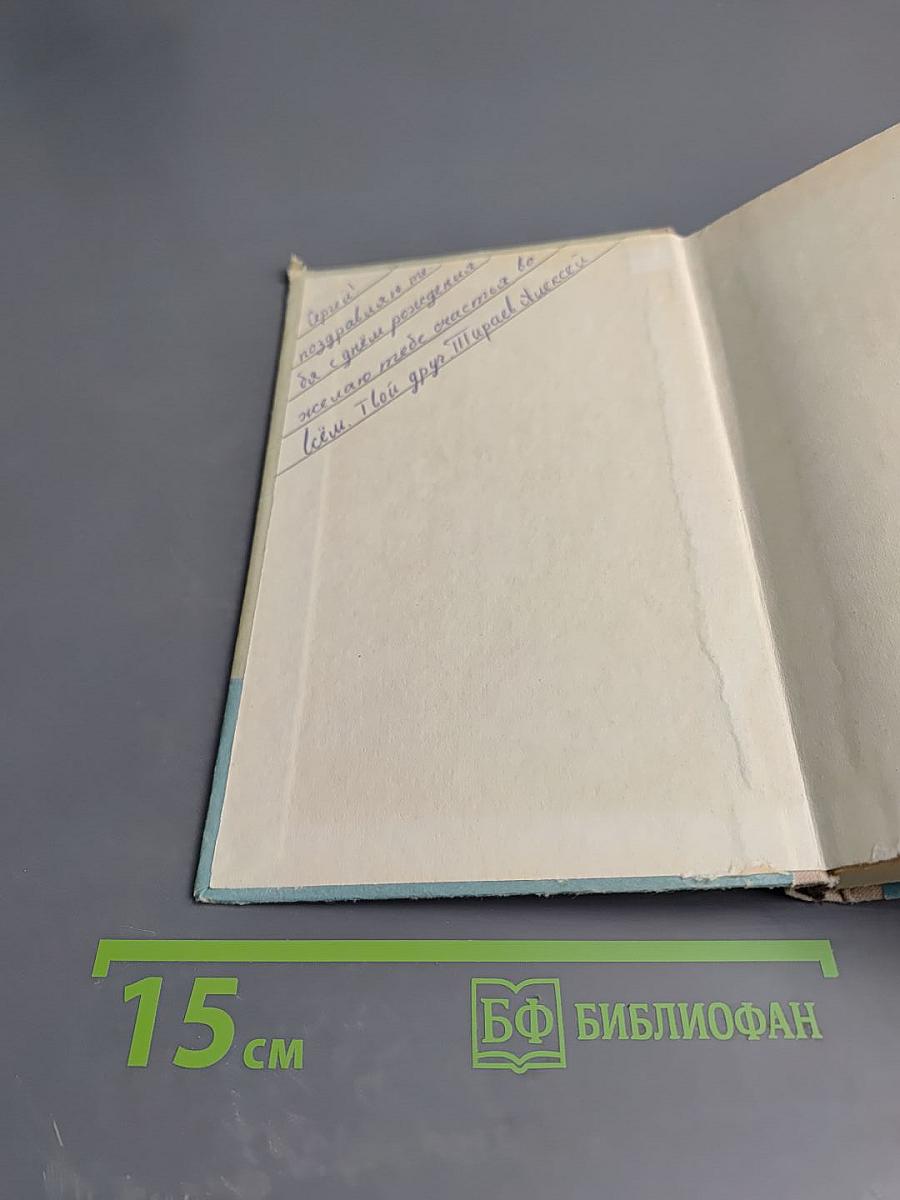 Сергей!
поздравляю те
бя с днём рождения
желаю тебе счастья во
всём. Твой друг Тираев Алексей
15 см
БФ БИБЛИОФАН